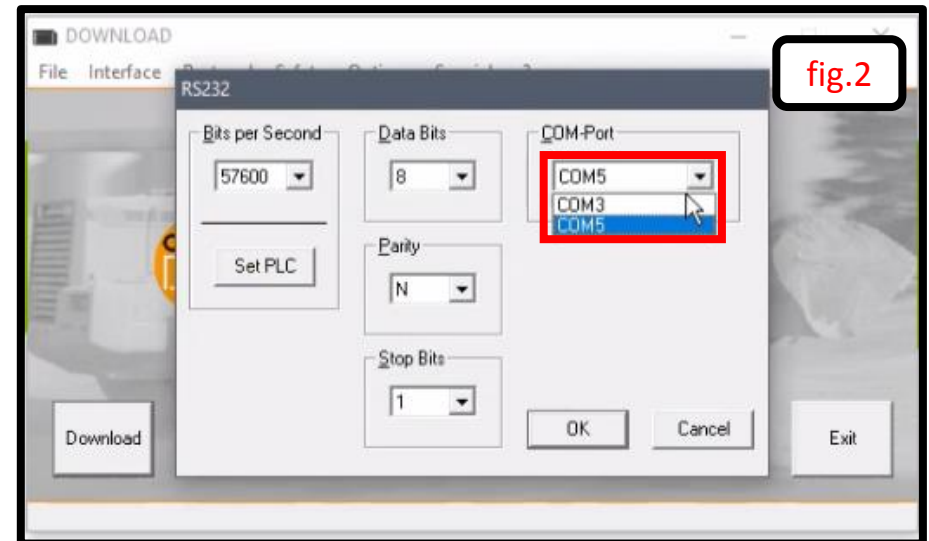 DOWNLOAD
fig.2
File Interface
RS232
Bits per Second
Data Bits
COM-Port
57600
8
COM5
COM3
COM5
Set PLC
Parity
N
Stop Bits
1
Download
OK
Cancel
Exit